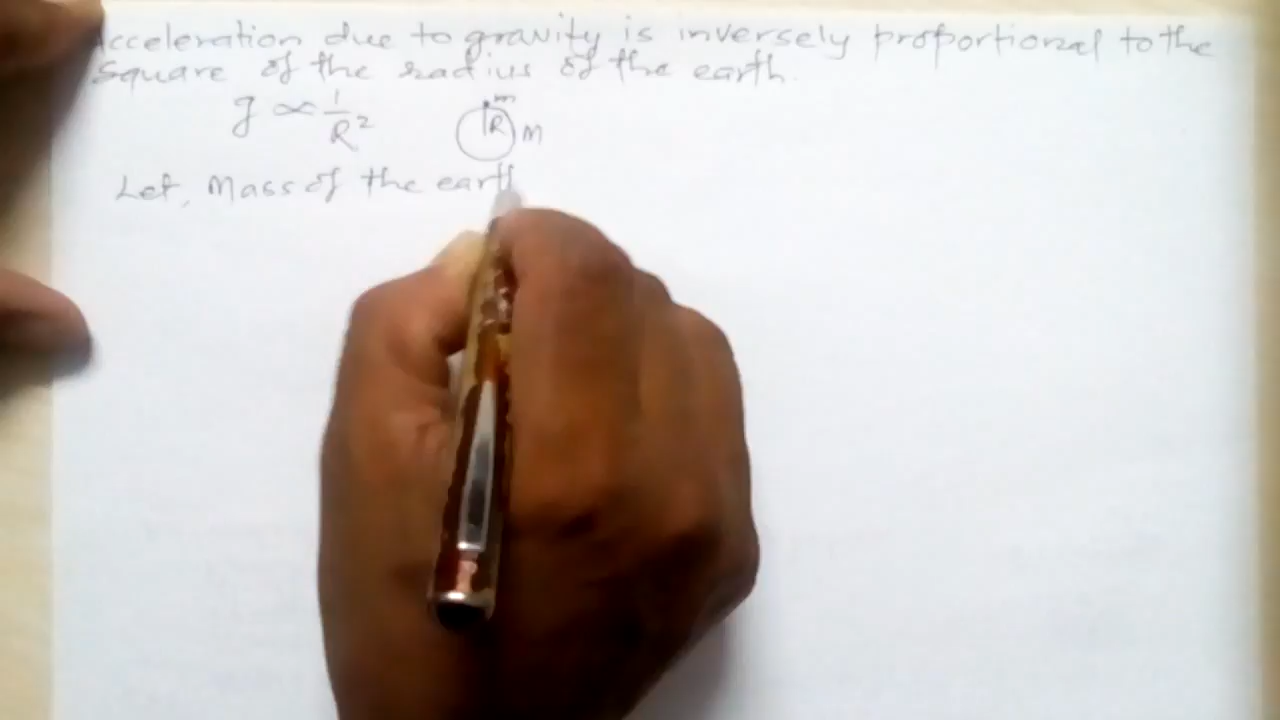 Acceleration due to gravity is inversely proportional to the
square of the radius of the earth.
g ∝ 1/R²
m
R M
Let, Mass of the earth